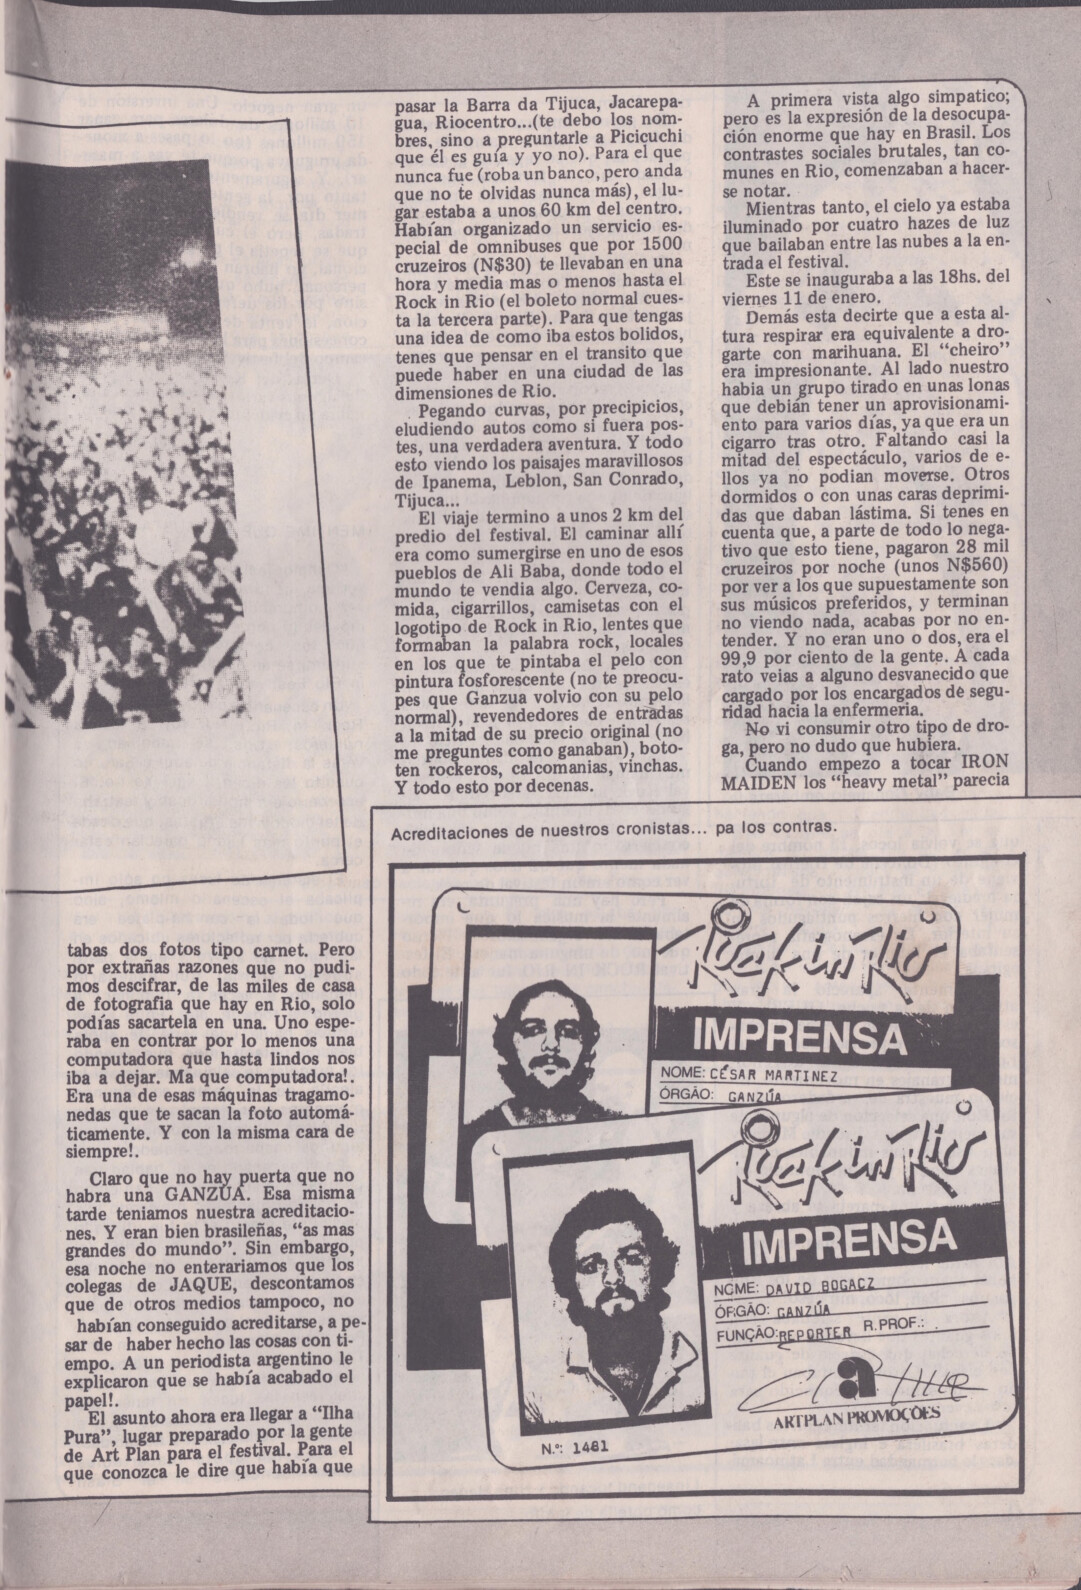 tabas dos fotos tipo carnet. Pero
por extrañas razones que no pudi-
mos descifrar, de las miles de casa
de fotografia que hay en Rio, solo
podías sacartela en una. Uno espe-
raba en contrar por lo menos una
computadora que hasta lindos nos
iba a dejar. Ma que computadora!.
Era una de esas máquinas tragamo-
nedas que te sacan la foto automá-
ticamente. Y con la misma cara de
siempre!.
Claro que no hay puerta que no
habra una GANZUA. Esa misma
tarde teniamos nuestra acreditacio-
nes. Y eran bien brasileñas, “as mas
grandes do mundo”. Sin embargo,
esa noche no enterariamos que los
colegas de JAQUE, descontamos
que de otros medios tampoco, no
habían conseguido acreditarse, a pe-
sar de haber hecho las cosas con ti-
empo. A un periodista argentino le
explicaron que se había acabado el
papel!.
El asunto ahora era llegar a “Ilha
Pura”, lugar preparado por la gente
de Art Plan para el festival. Para el
que conozca le dire que había que
pasar la Barra da Tijuca, Jacarepa-
gua, Riocentro...(te debo los nom-
bres, sino a preguntarle a Picicuchi
que él es guía y yo no). Para el que
nunca fue (roba un banco, pero anda
que no te olvidas nunca más), el lu-
gar estaba a unos 60 km del centro.
Habían organizado un servicio es-
pecial de omnibuses que por 1500
cruzeiros (N$30) te llevaban en una
hora y media mas o menos hasta el
Rock in Rio (el boleto normal cues-
ta la tercera parte). Para que tengas
una idea de como iba estos bolidos,
tenes que pensar en el transito que
puede haber en una ciudad de las
dimensiones de Rio.
Pegando curvas, por precipicios,
eludiendo autos como si fuera pos-
tes, una verdadera aventura. Y todo
esto viendo los paisajes maravillosos
de Ipanema, Leblon, San Conrado,
Tijuca...
El viaje termino a unos 2 km del
predio del festival. El caminar allí
era como sumergirse en uno de esos
pueblos de Ali Baba, donde todo el
mundo te vendia algo. Cerveza, co-
mida, cigarrillos, camisetas con el
logotipo de Rock in Rio, lentes que
formaban la palabra rock, locales
en los que te pintaba el pelo con
pintura fosforescente (no te preocu-
pes que Ganzua volvio con su pelo
normal), revendedores de entradas
a la mitad de su precio original (no
me preguntes como ganaban), boto-
ten rockeros, calcomanias, vinchas.
Y todo esto por decenas.
A primera vista algo simpatico;
pero es la expresión de la desocupa-
ción enorme que hay en Brasil. Los
contrastes sociales brutales, tan co-
munes en Rio, comenzaban a hacer-
se notar.
Mientras tanto, el cielo ya estaba
iluminado por cuatro hazes de luz
que bailaban entre las nubes a la en-
trada el festival.
Este se inauguraba a las 18hs. del
viernes 11 de enero.
Demás esta decirte que a esta al-
tura respirar era equivalente a dro-
garte con marihuana. El “cheiro”
era impresionante. Al lado nuestro
habia un grupo tirado en unas lonas
que debián tener un aprovisionami-
ento para varios días, ya que era un
cigarro tras otro. Faltando casi la
mitad del espectáculo, varios de e-
llos ya no podian moverse. Otros
dormidos o con unas caras deprimi-
das que daban lástima. Si tenes en
cuenta que, a parte de todo lo nega-
tivo que esto tiene, pagaron 28 mil
cruzeiros por noche (unos N$560)
por ver a los que supuestamente son
sus músicos preferidos, y terminan
no viendo nada, acabas por no en-
tender. Y no eran uno o dos, era el
99,9 por ciento de la gente. A cada
rato veias a alguno desvanecido que
cargado por los encargados de segu-
ridad hacia la enfermeria.
No vi consumir otro tipo de dro-
ga, pero no dudo que hubiera.
Cuando empezo a tocar IRON
MAIDEN los “heavy metal” parecia
Acreditaciones de nuestros cronistas... pa los contras.
Rock in Rio
IMPRENSA
NOME: CÉSAR MARTINEZ
ÓRGÃO: GANZÚA
Rock in Rio
IMPRENSA
NOME: DAVID BOGACZ
ÓRGÃO: GANZÚA
FUNÇÃO: REPORTER R. PROF.:
ARTPLAN PROMOÇÕES
N.º: 1481